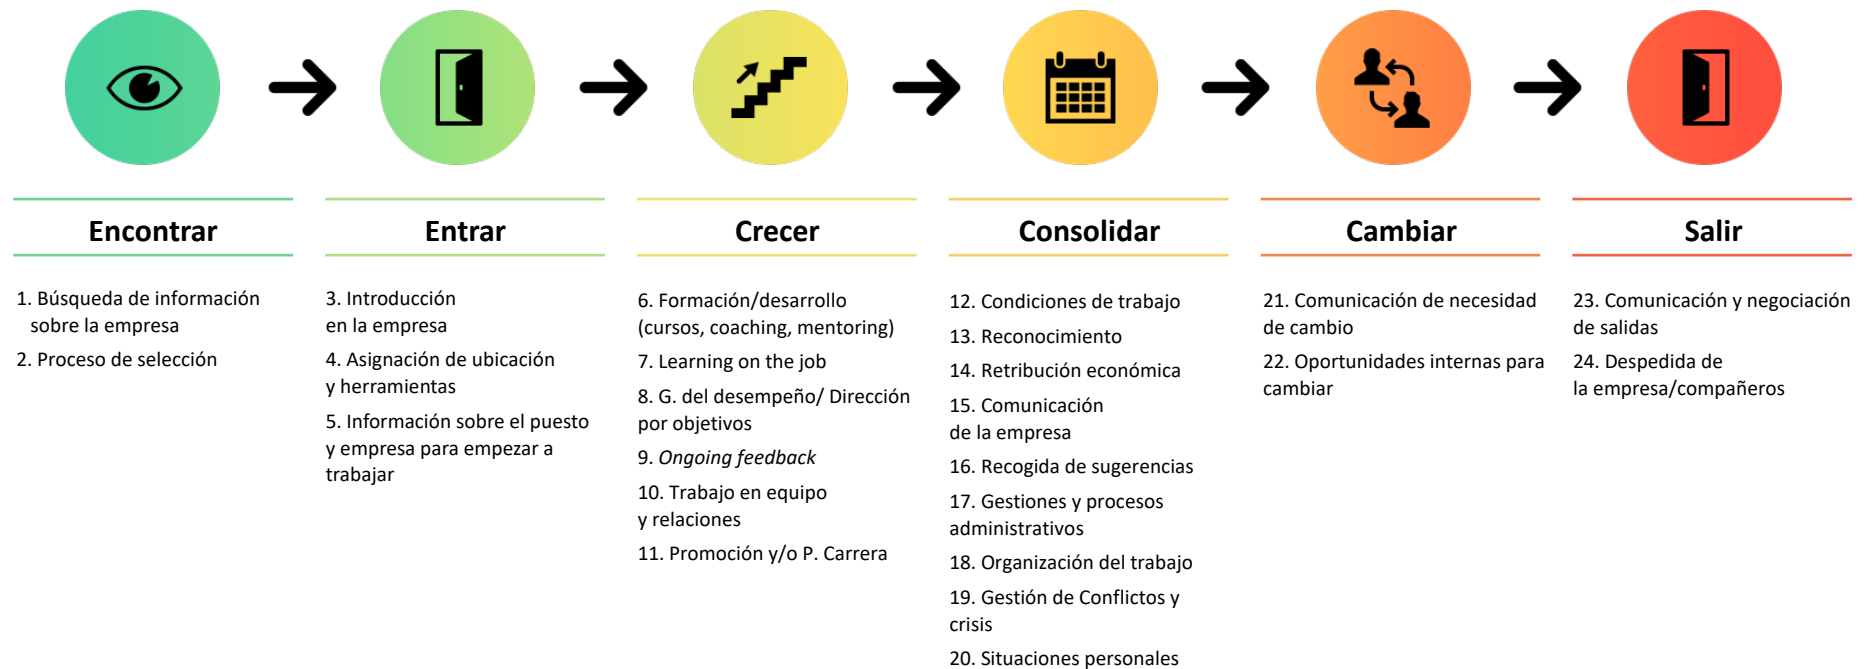 Encontrar
1. Búsqueda de información
sobre la empresa
2. Proceso de selección
Entrar
3. Introducción
en la empresa
4. Asignación de ubicación
y herramientas
5. Información sobre el puesto
y empresa para empezar a
trabajar
Crecer
6. Formación/desarrollo
(cursos, coaching, mentoring)
7. Learning on the job
8. G. del desempeño/ Dirección
por objetivos
9. Ongoing feedback
10. Trabajo en equipo
y relaciones
11. Promoción y/o P. Carrera
Consolidar
12. Condiciones de trabajo
13. Reconocimiento
14. Retribución económica
15. Comunicación
de la empresa
16. Recogida de sugerencias
17. Gestiones y procesos
administrativos
18. Organización del trabajo
19. Gestión de Conflictos y
crisis
20. Situaciones personales
Cambiar
21. Comunicación de necesidad
de cambio
22. Oportunidades internas para
cambiar
Salir
23. Comunicación y negociación
de salidas
24. Despedida de
la empresa/compañeros